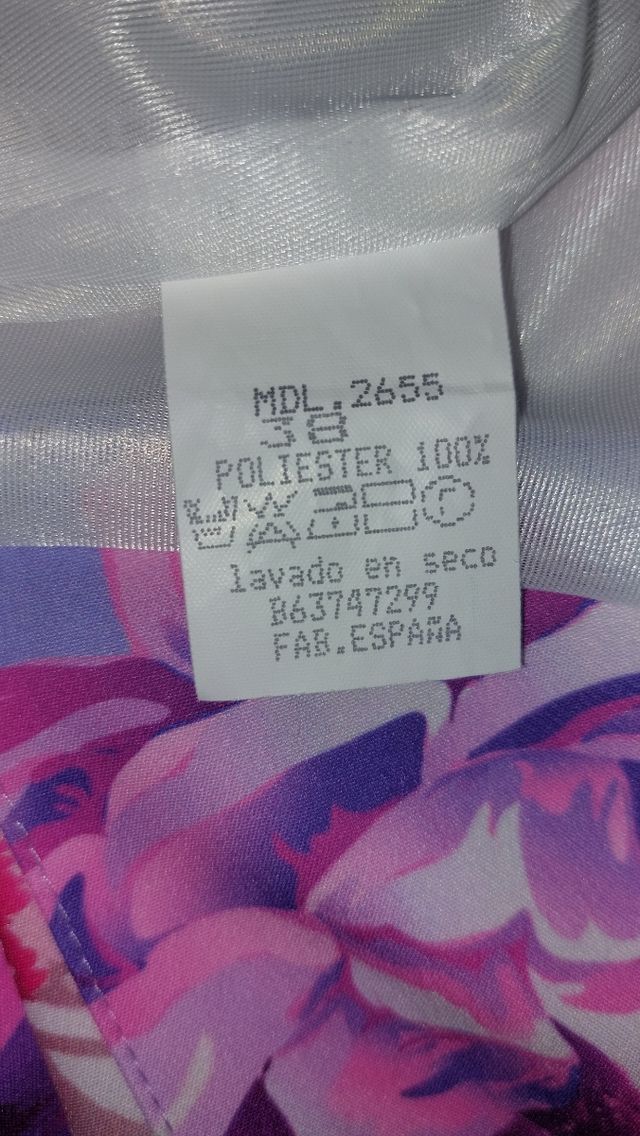 MDL.2655
38
POLIESTER 100%
lavado en seco
B63747299
FAB.ESPAÑA